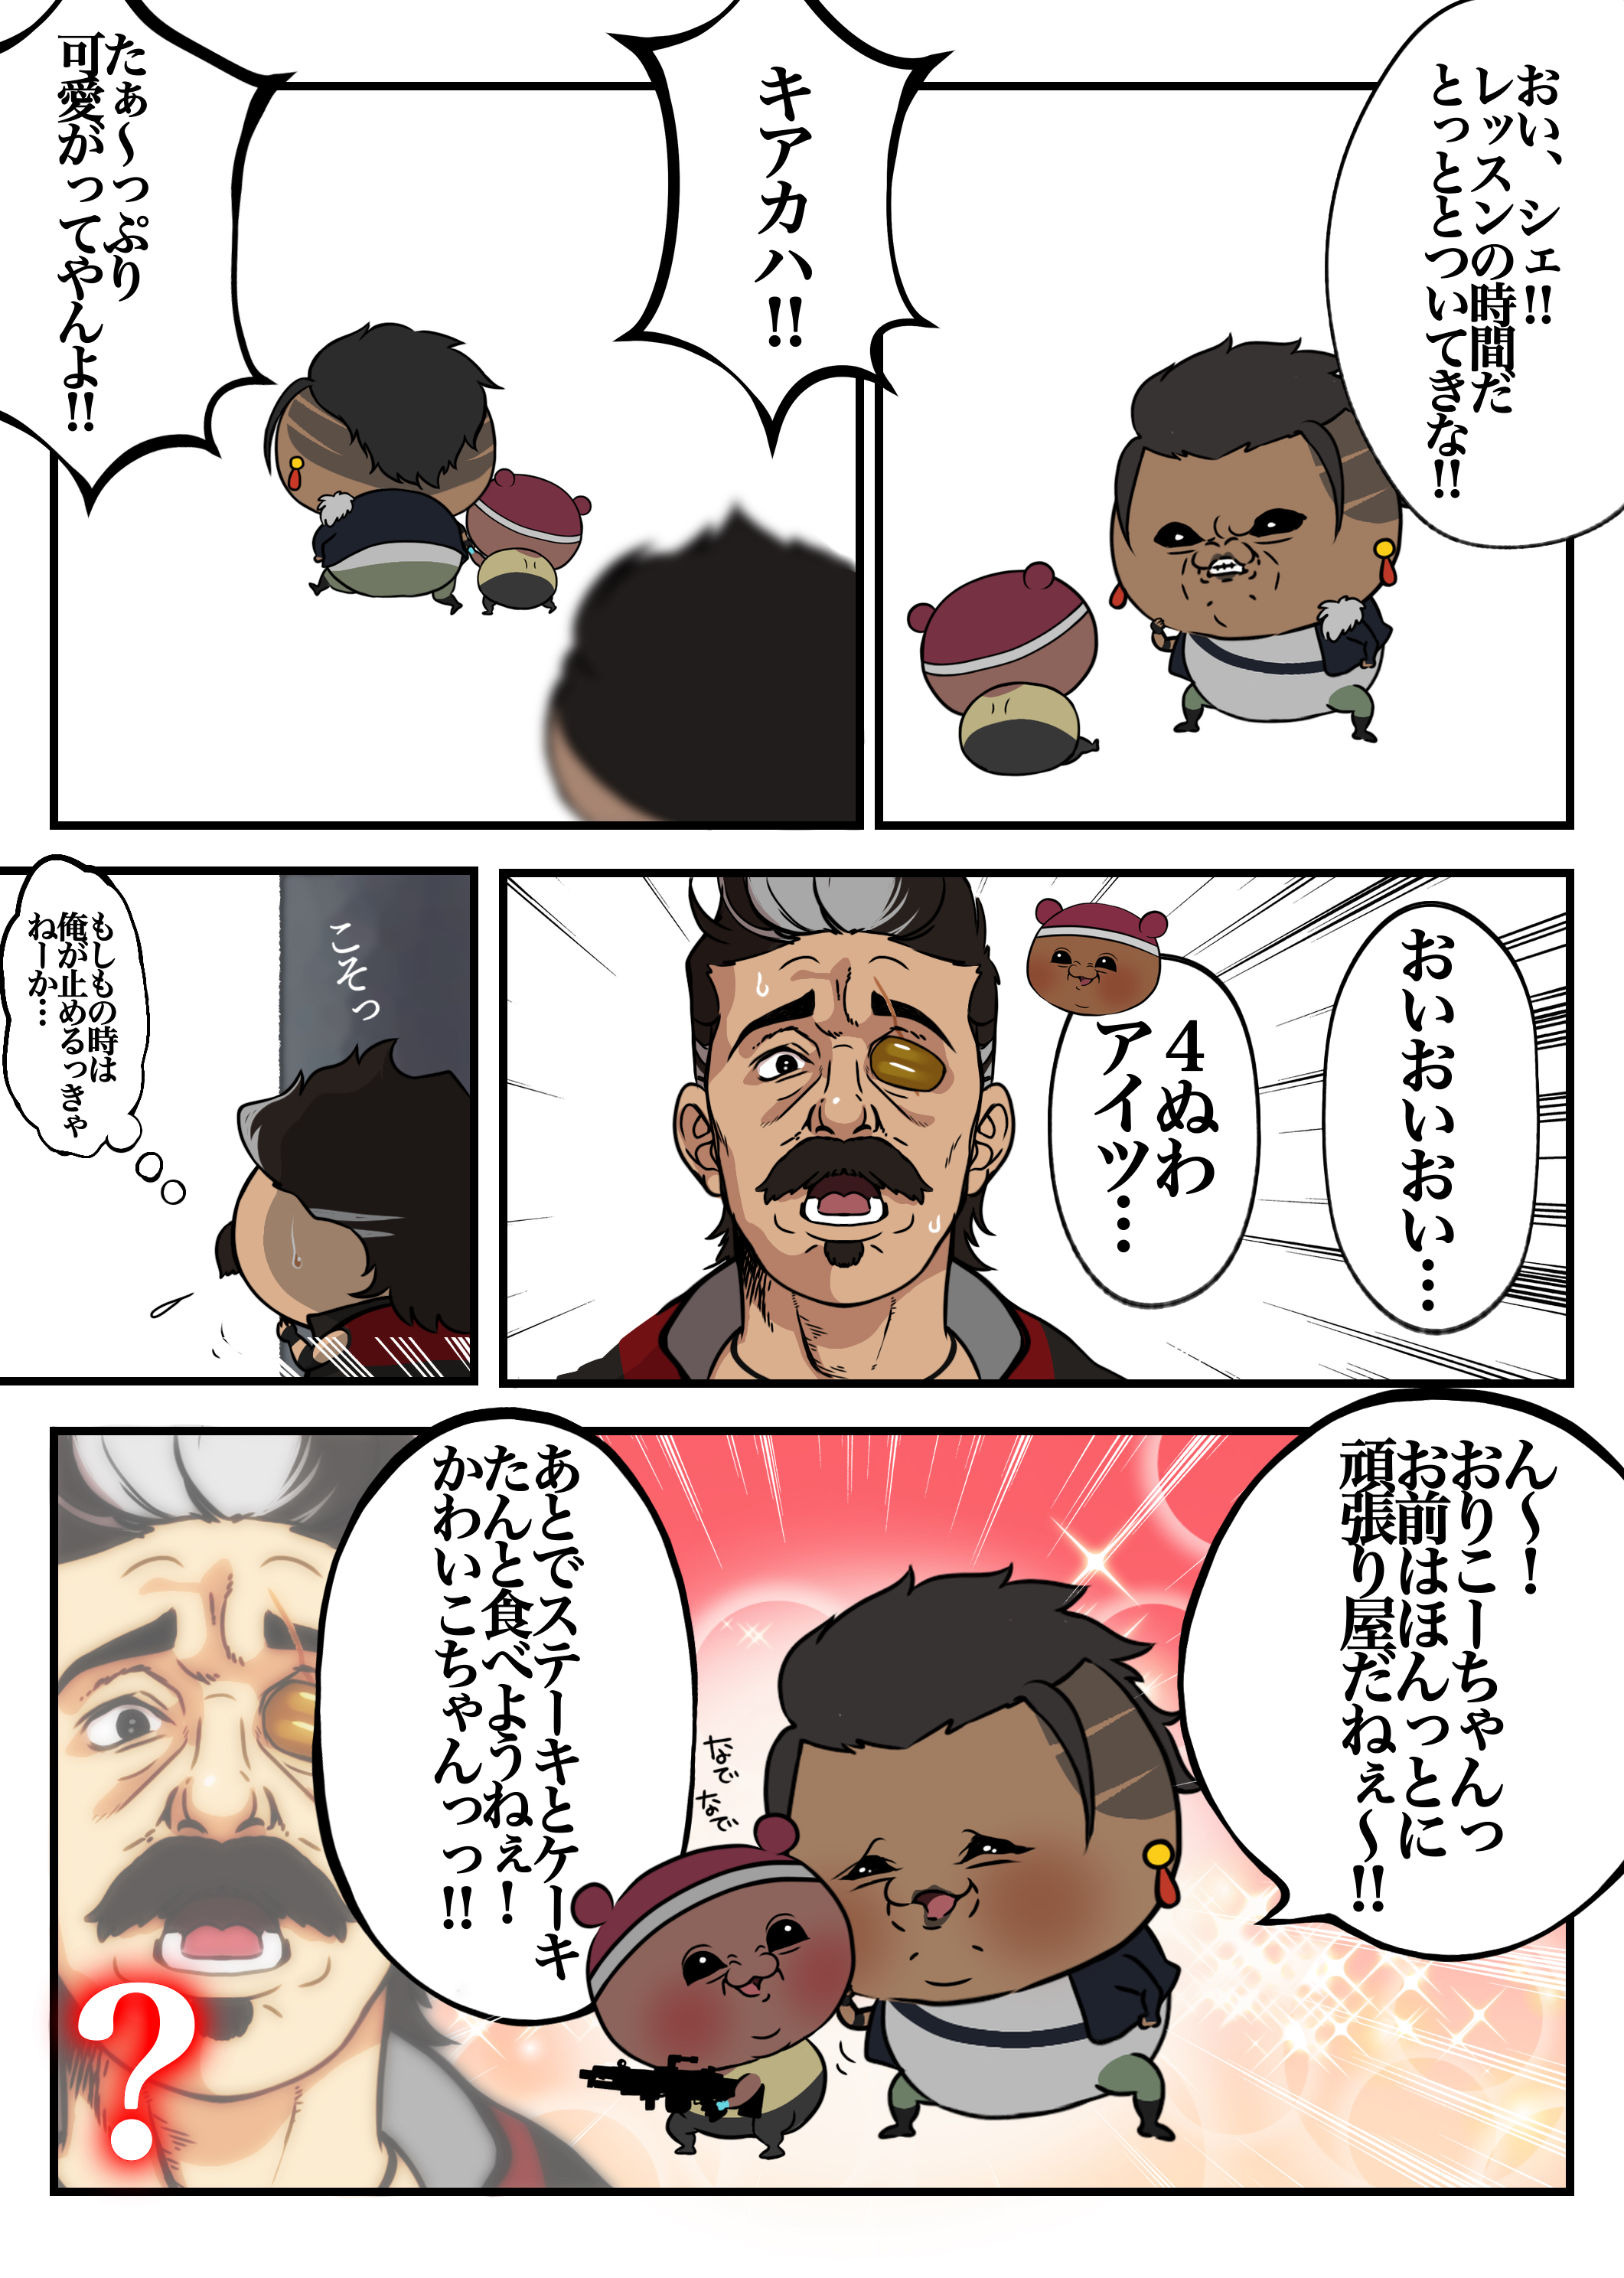 おい、シェ!!
レッスンの時間だ
とっととついてきな!!
キアカハ!!
たぁ〜っぷり
可愛がってやんよ!!
おいおいおい…
4ぬわ
アイツ…
こそっ
もしもの時は
俺が止めるっきゃ
ねーか…
ん〜!
おりこーちゃんっ
お前はほんっとに
頑張り屋だねぇ〜!!
あとでステーキとケーキ
たんと食べようねぇ!
かわいこちゃんっっ!!
なでなで
?